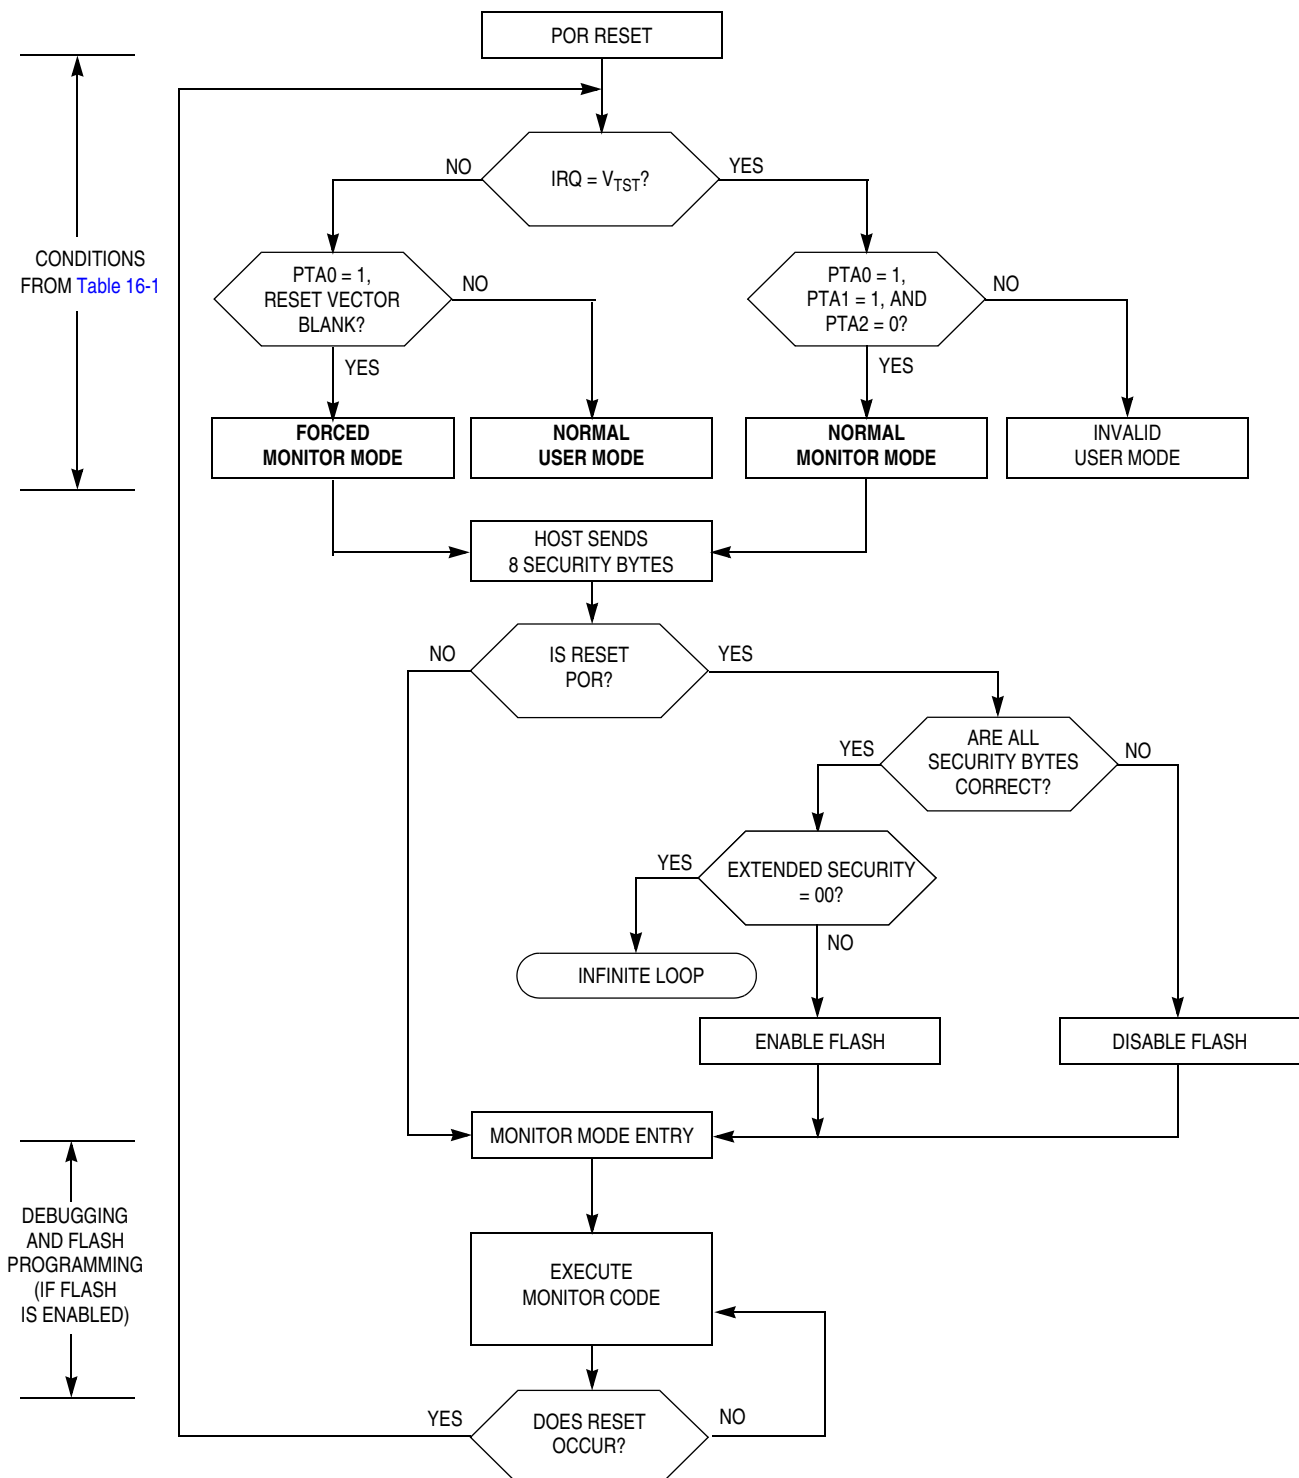 POR RESET
NO
IRQ = VTST?
YES
CONDITIONS
FROM Table 16-1
PTA0 = 1,
RESET VECTOR
BLANK?
NO
YES
PTA0 = 1,
PTA1 = 1, AND
PTA2 = 0?
NO
YES
FORCED
MONITOR MODE
NORMAL
USER MODE
NORMAL
MONITOR MODE
INVALID
USER MODE
HOST SENDS
8 SECURITY BYTES
NO
IS RESET
POR?
YES
YES
ARE ALL
SECURITY BYTES
CORRECT?
NO
YES
EXTENDED SECURITY
= 00?
NO
INFINITE LOOP
ENABLE FLASH
DISABLE FLASH
MONITOR MODE ENTRY
DEBUGGING
AND FLASH
PROGRAMMING
(IF FLASH
IS ENABLED)
EXECUTE
MONITOR CODE
YES
DOES RESET
OCCUR?
NO